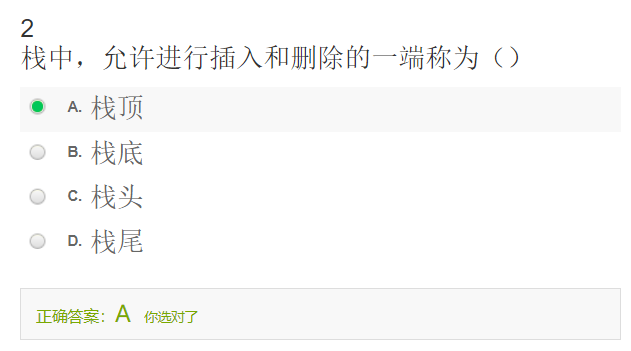 2
栈中，允许进行插入和删除的一端称为（）
A. 栈顶
B. 栈底
C. 栈头
D. 栈尾
正确答案：A 你选对了